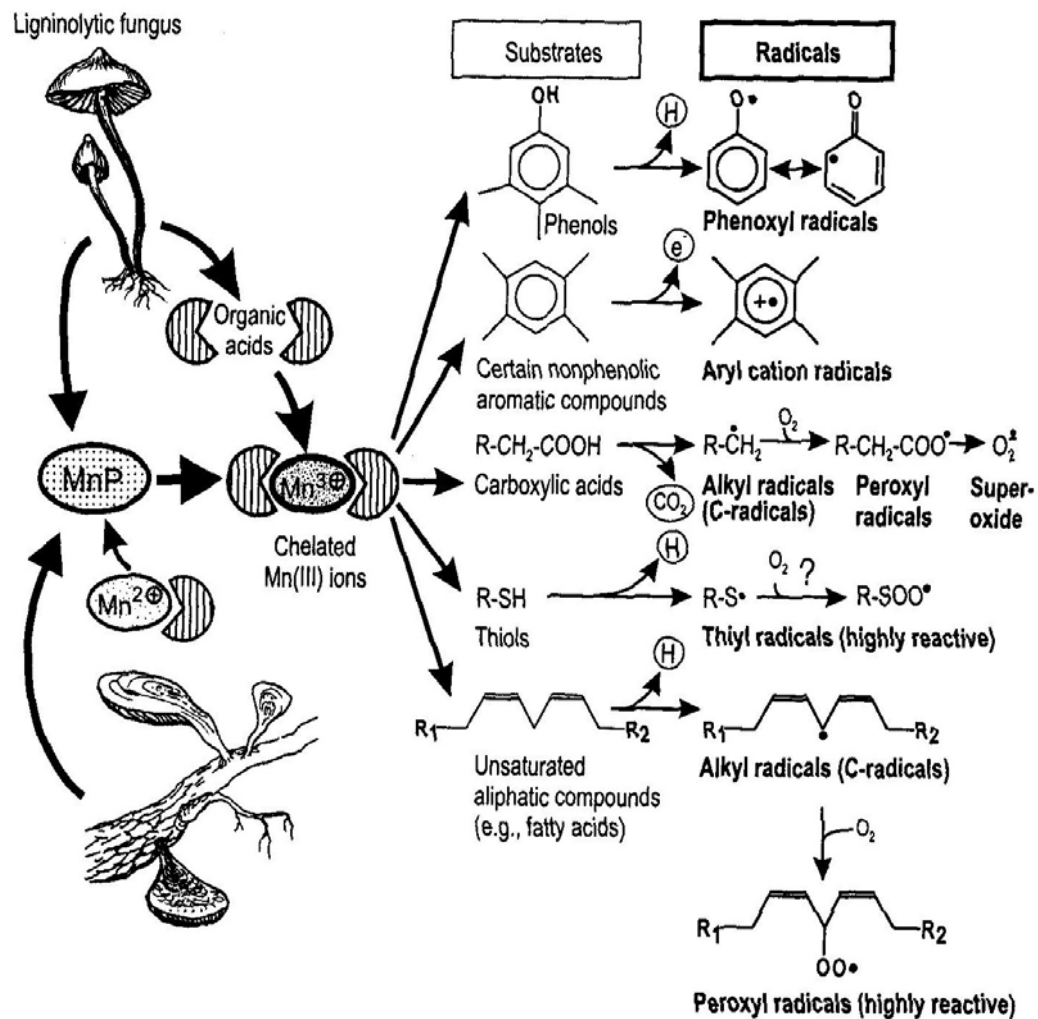 Ligninolytic fungus
Substrates
Radicals
OH
H
O•
O
Phenols
Phenoxyl radicals
e-
+•
Organic
acids
Certain nonphenolic
aromatic compounds
Aryl cation radicals
R-CH₂-COOH
R-ĊH₂
O₂
R-CH₂-COO•
O₂•
Carboxylic acids
CO₂
Alkyl radicals
(C-radicals)
Peroxyl
radicals
Super-
oxide
MnP
Mn3⊕
Chelated
Mn(III) ions
Mn2⊕
H
R-SH
R-S•
O₂ ?
R-SOO•
Thiols
Thiyl radicals (highly reactive)
H
R1
R2
R1
R2
Unsaturated
aliphatic compounds
(e.g., fatty acids)
Alkyl radicals (C-radicals)
O₂
R1
R2
OO•
Peroxyl radicals (highly reactive)